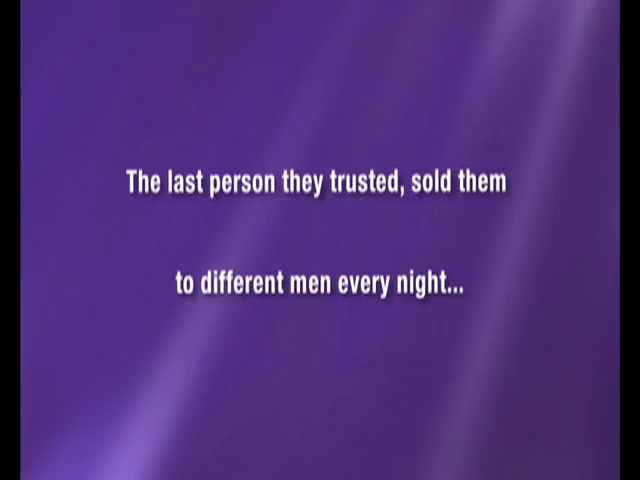 The last person they trusted, sold them
to different men every night...